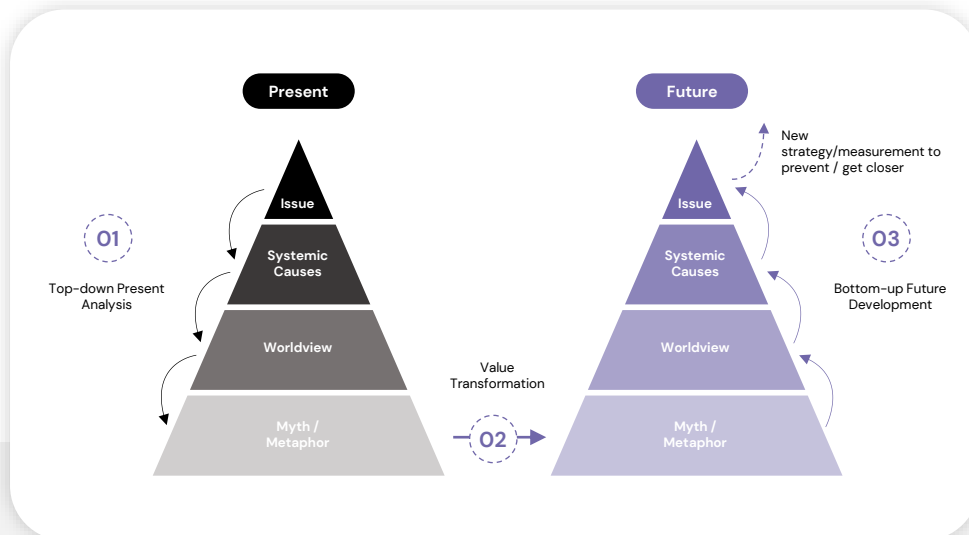 Present
Future
New
strategy/measurement to
prevent / get closer
Issue
Issue
01
03
Systemic
Causes
Systemic
Causes
Top-down Present
Analysis
Bottom-up Future
Development
Worldview
Worldview
Value
Transformation
02
Myth /
Metaphor
Myth /
Metaphor